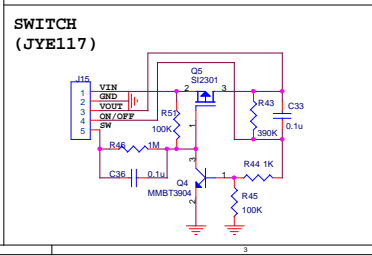 SWITCH
(JYE117)
Q5
SI2301
J15
VIN
GND
VOUT
ON/OFF
SW
1
2
3
4
5
2
3
1
R51
100K
R43
390K
C33
0.1u
R46
1M
C36
0.1u
3
Q4
MMBT3904
1
2
R44 1K
R45
100K
3